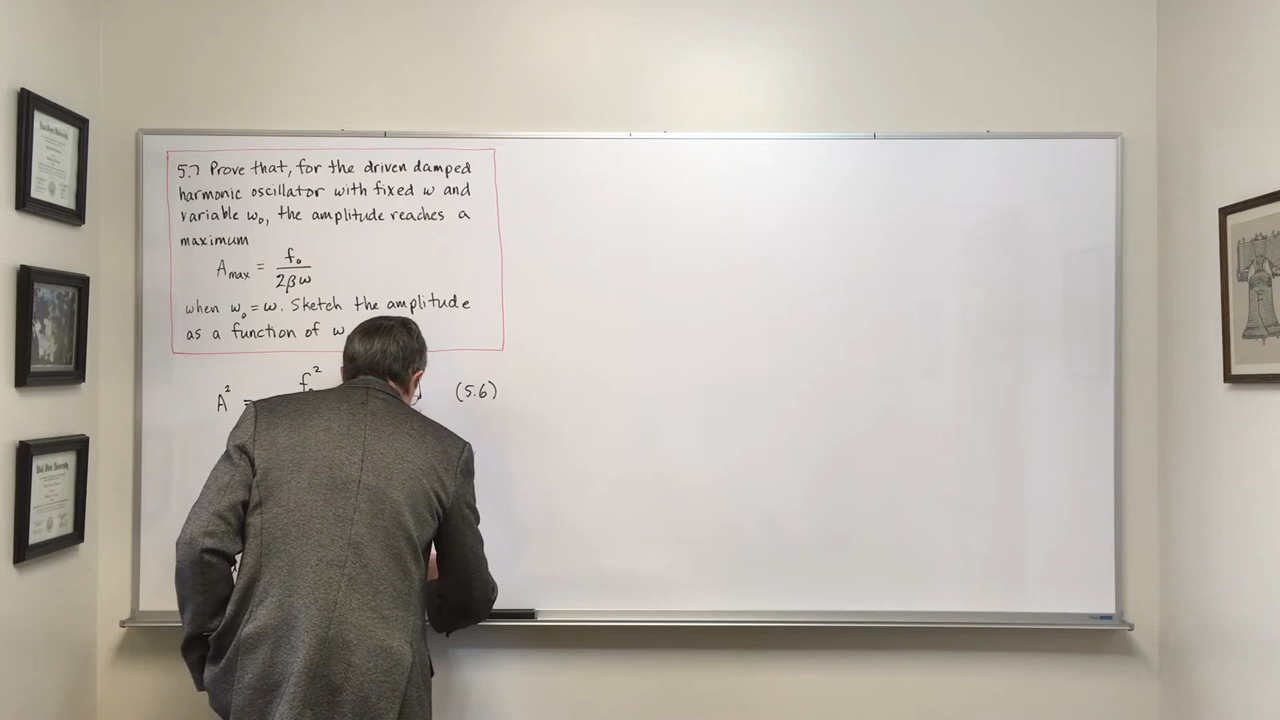 5.7 Prove that, for the driven damped
harmonic oscillator with fixed ω and
variable ω₀, the amplitude reaches a
maximum
A_max = f₀ / 2βω
when ω₀ = ω. Sketch the amplitude
as a function of ω
A² = f₀² (5.6)